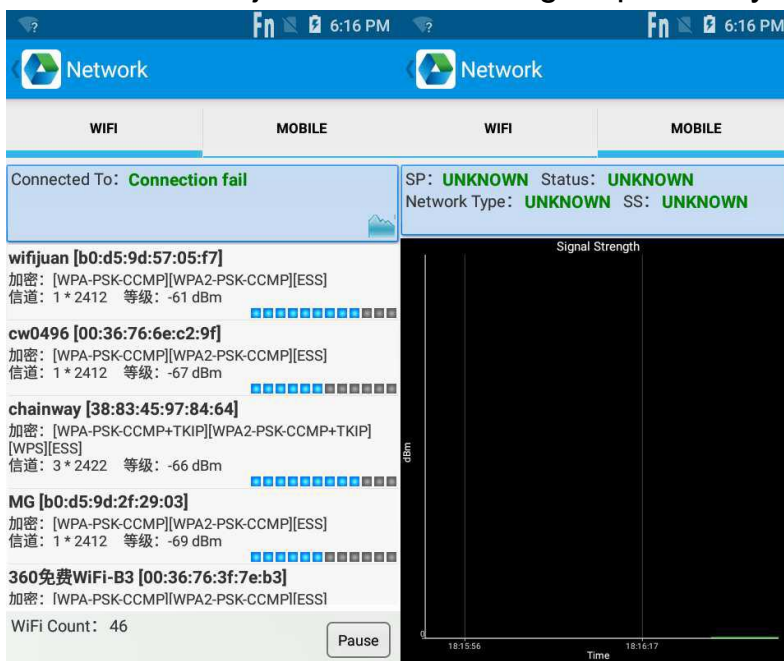 Fn 6:16 PM
Network
WIFI MOBILE
Connected To: Connection fail
wifijuan [b0:d5:9d:57:05:f7]
加密：[WPA-PSK-CCMP][WPA2-PSK-CCMP][ESS]
信道：1 * 2412 等级：-61 dBm
cw0496 [00:36:76:6e:c2:9f]
加密：[WPA-PSK-CCMP][WPA2-PSK-CCMP][ESS]
信道：1 * 2412 等级：-67 dBm
chainway [38:83:45:97:84:64]
加密：[WPA-PSK-CCMP+TKIP][WPA2-PSK-CCMP+TKIP]
[WPS][ESS]
信道：3 * 2422 等级：-66 dBm
MG [b0:d5:9d:2f:29:03]
加密：[WPA-PSK-CCMP][WPA2-PSK-CCMP][ESS]
信道：1 * 2412 等级：-69 dBm
360免费WiFi-B3 [00:36:76:3f:7e:b3]
加密：[WPA-PSK-CCMP][WPA2-PSK-CCMP][ESS]
WiFi Count: 46
Pause
Fn 6:16 PM
Network
WIFI MOBILE
SP: UNKNOWN Status: UNKNOWN
Network Type: UNKNOWN SS: UNKNOWN
Signal Strength
dBm
0
18:15:56 18:16:17
Time